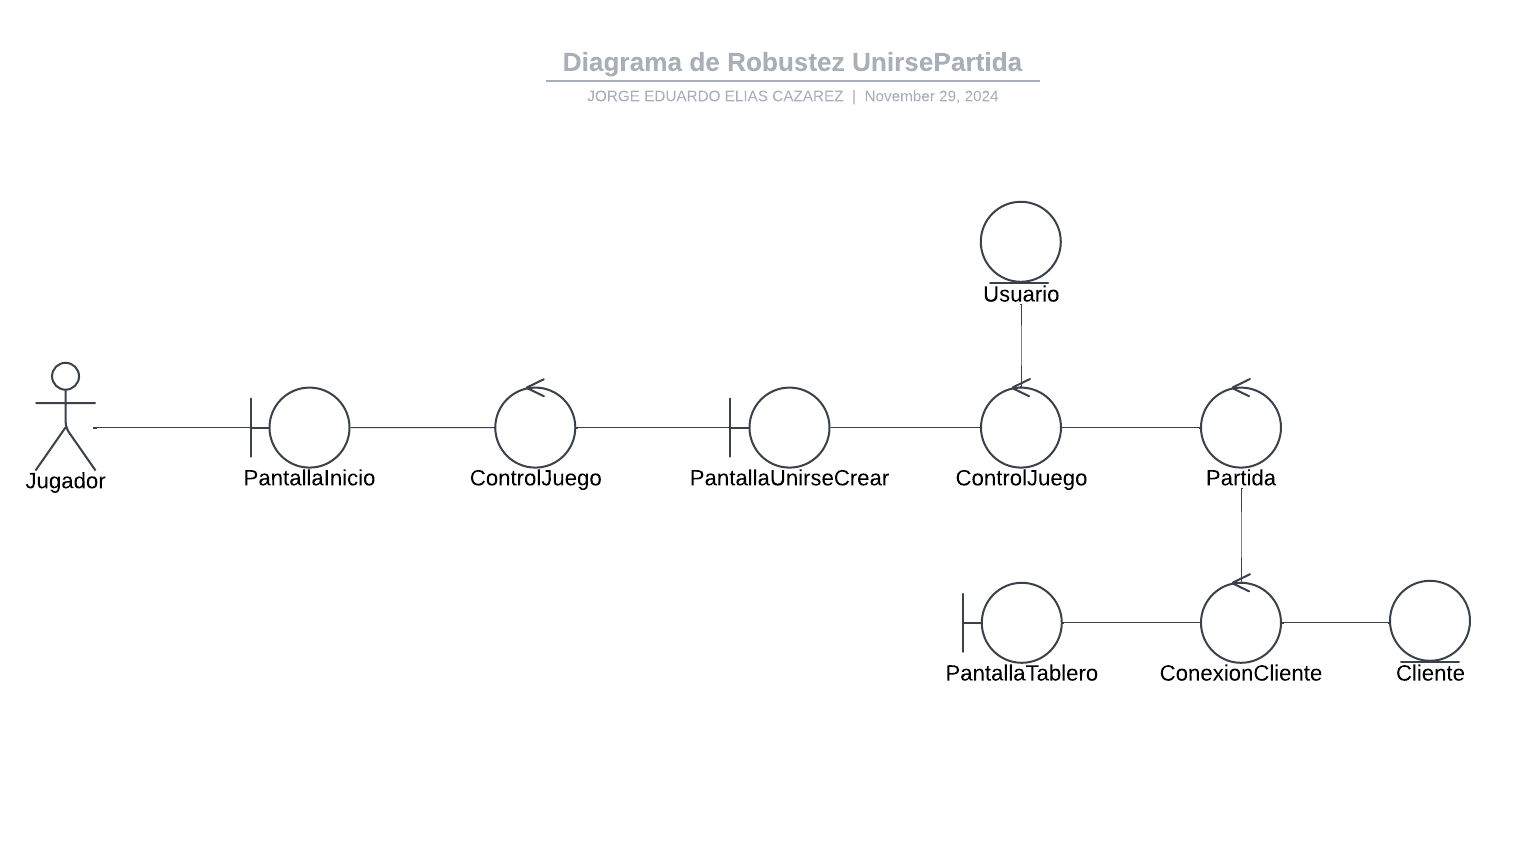 Diagrama de Robustez UnirsePartida
JORGE EDUARDO ELIAS CAZAREZ | November 29, 2024
Usuario
Jugador
PantallaInicio
ControlJuego
PantallaUnirseCrear
ControlJuego
Partida
PantallaTablero
ConexionCliente
Cliente